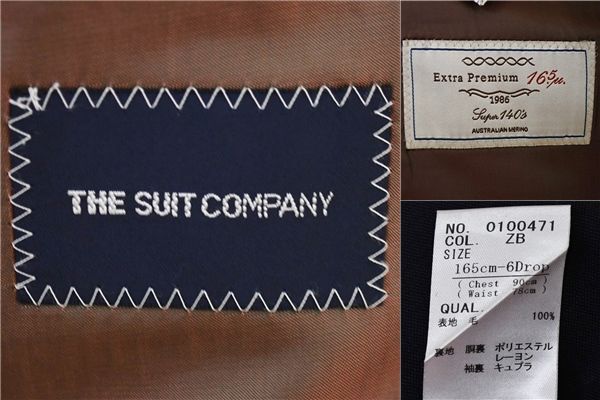 THE SUIT COMPANY
Extra Premium 16.5μ.
1986
Super 140's
AUSTRALIAN MERINO
NO. 0100471
COL. ZB
SIZE
165cm-6Drop
( Chest 90cm )
( Waist 78cm )
QUAL.
表地 毛 100%
裏地 胴裏 ポリエステル
レーヨン
袖裏 キュプラ